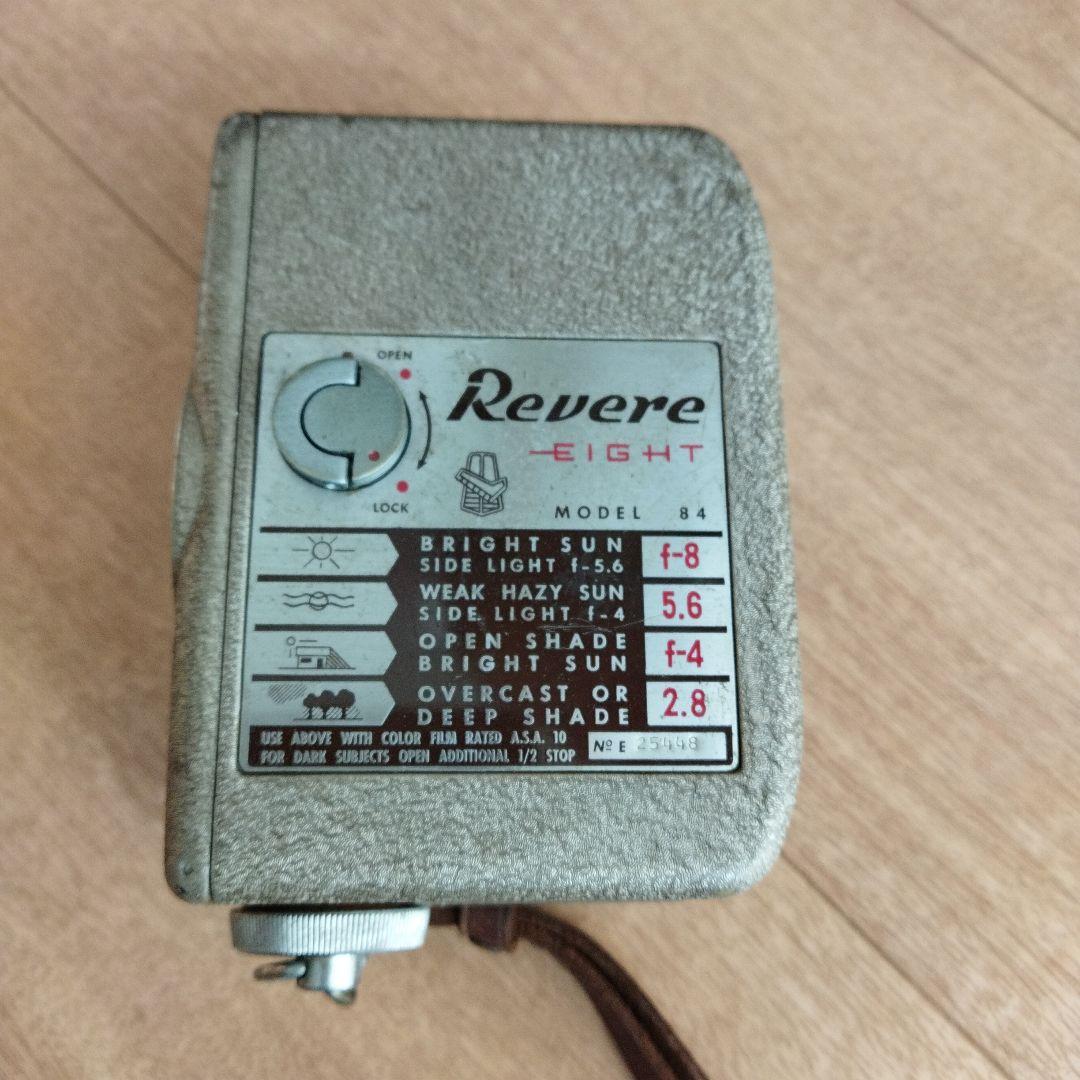 OPEN
Revere
EIGHT
LOCK
MODEL 84
BRIGHT SUN
SIDE LIGHT f-5.6
f-8
WEAK HAZY SUN
SIDE LIGHT f-4
5.6
OPEN SHADE
BRIGHT SUN
f-4
OVERCAST OR
DEEP SHADE
2.8
USE ABOVE WITH COLOR FILM RATED A.S.A. 10
FOR DARK SUBJECTS OPEN ADDITIONAL 1/2 STOP
Nº E 25448